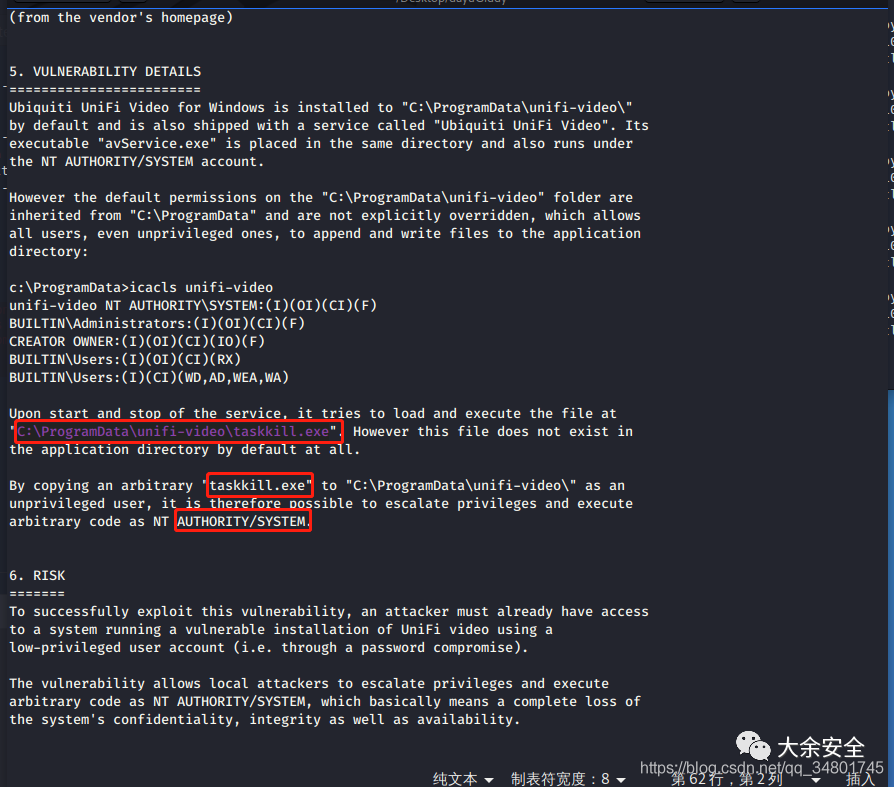 (from the vendor's homepage)
5. VULNERABILITY DETAILS
========================
Ubiquiti UniFi Video for Windows is installed to "C:\ProgramData\unifi-video\"
by default and is also shipped with a service called "Ubiquiti UniFi Video". Its
executable "avService.exe" is placed in the same directory and also runs under
the NT AUTHORITY/SYSTEM account.
However the default permissions on the "C:\ProgramData\unifi-video" folder are
inherited from "C:\ProgramData" and are not explicitly overridden, which allows
all users, even unprivileged ones, to append and write files to the application
directory:
c:\ProgramData>icacls unifi-video
unifi-video NT AUTHORITY\SYSTEM:(I)(OI)(CI)(F)
BUILTIN\Administrators:(I)(OI)(CI)(F)
CREATOR OWNER:(I)(OI)(CI)(IO)(F)
BUILTIN\Users:(I)(OI)(CI)(RX)
BUILTIN\Users:(I)(CI)(WD,AD,WEA,WA)
Upon start and stop of the service, it tries to load and execute the file at
"C:\ProgramData\unifi-video\taskkill.exe". However this file does not exist in
the application directory by default at all.
By copying an arbitrary "taskkill.exe" to "C:\ProgramData\unifi-video\" as an
unprivileged user, it is therefore possible to escalate privileges and execute
arbitrary code as NT AUTHORITY/SYSTEM.
6. RISK
=======
To successfully exploit this vulnerability, an attacker must already have access
to a system running a vulnerable installation of UniFi video using a
low-privileged user account (i.e. through a password compromise).
The vulnerability allows local attackers to escalate privileges and execute
arbitrary code as NT AUTHORITY/SYSTEM, which basically means a complete loss of
the system's confidentiality, integrity as well as availability.
大余安全
https://blog.csdn.net/qq_34801745
纯文本 制表符宽度：8 第 62 行，第 2 列 插入